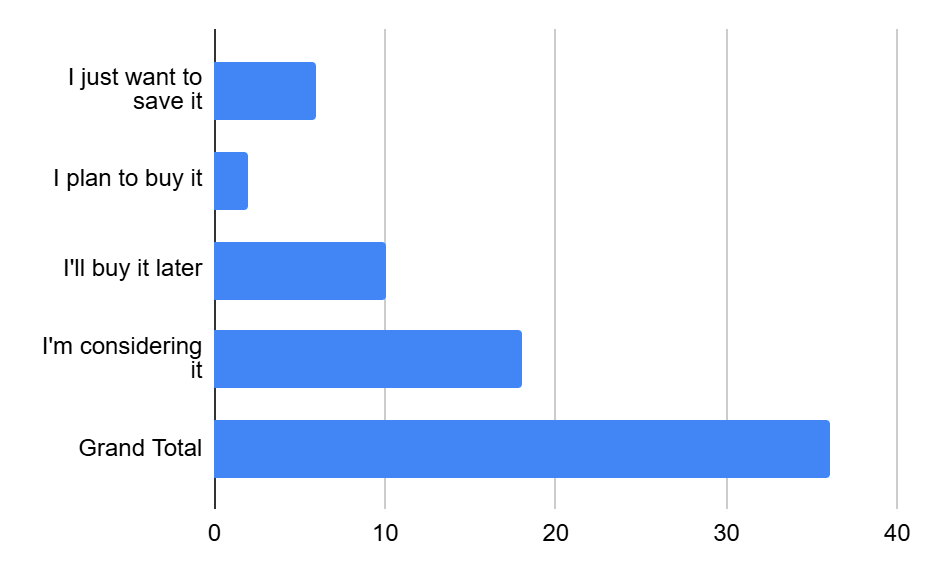 I just want to
save it
I plan to buy it
I'll buy it later
I'm considering
it
Grand Total
0 10 20 30 40